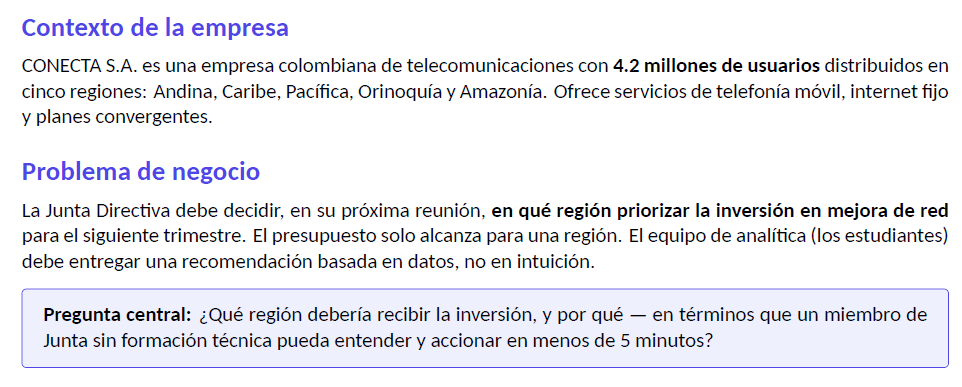 Contexto de la empresa
CONECTA S.A. es una empresa colombiana de telecomunicaciones con 4.2 millones de usuarios distribuidos en
cinco regiones: Andina, Caribe, Pacífica, Orinoquía y Amazonía. Ofrece servicios de telefonía móvil, internet fijo
y planes convergentes.
Problema de negocio
La Junta Directiva debe decidir, en su próxima reunión, en qué región priorizar la inversión en mejora de red
para el siguiente trimestre. El presupuesto solo alcanza para una región. El equipo de analítica (los estudiantes)
debe entregar una recomendación basada en datos, no en intuición.
Pregunta central: ¿Qué región debería recibir la inversión, y por qué — en términos que un miembro de
Junta sin formación técnica pueda entender y accionar en menos de 5 minutos?